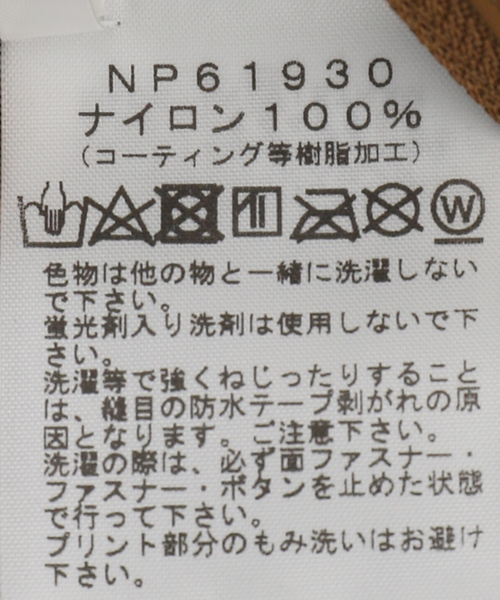 NP61930
ナイロン100%
(コーティング等樹脂加工)
W
色物は他の物と一緒に洗濯しない
で下さい。
蛍光剤入り洗剤は使用しないで下
さい。
洗濯等で強くねじったりすること
は、縫目の防水テープ剥がれの原
因となります。ご注意下さい。
洗濯の際は、必ず面ファスナー・
ファスナー・ボタンを止めた状態
で行って下さい。
プリント部分のもみ洗いはお避け
下さい。